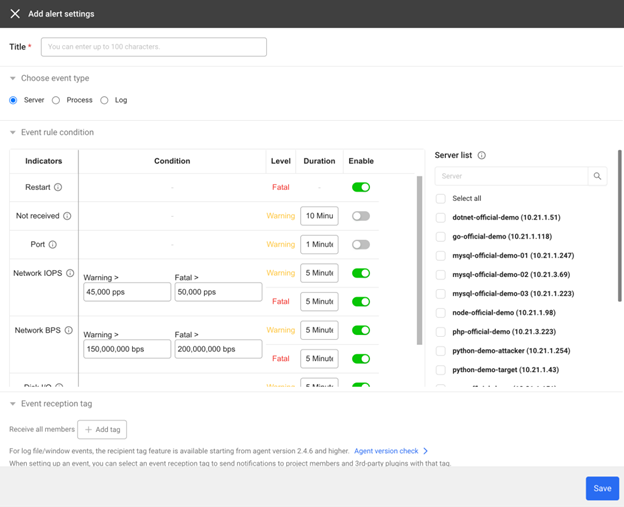 Add alert settings
Title *
You can enter up to 100 characters.
Choose event type
Server Process Log
Event rule condition
Indicators Condition Level Duration Enable
Restart - Fatal -
Not received - Warning 10 Minu
Port - Warning 1 Minute
Network IOPS Warning > Fatal > Warning 5 Minute
45,000 pps 50,000 pps Fatal 5 Minute
Network BPS Warning > Fatal > Warning 5 Minute
150,000,000 bps 200,000,000 bps Fatal 5 Minute
Disk I/O Warning 5 Minute
Server list
Server
Select all
dotnet-official-demo (10.21.1.51)
go-official-demo (10.21.1.118)
mysql-official-demo-01 (10.21.1.247)
mysql-official-demo-02 (10.21.3.69)
mysql-official-demo-03 (10.21.1.223)
node-official-demo (10.21.1.98)
php-official-demo (10.21.3.223)
python-demo-attacker (10.21.1.254)
python-demo-target (10.21.1.43)
Event reception tag
Receive all members + Add tag
For log file/window events, the recipient tag feature is available starting from agent version 2.4.6 and higher. Agent version check
When setting up an event, you can select an event reception tag to send notifications to project members and 3rd-party plugins with that tag.
Save